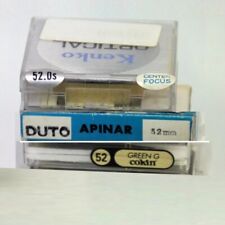 Kenko
OPTICAL
52.0s
CENTER
FOCUS
DUTO APINAR 52mm
52 GREEN G
cokin